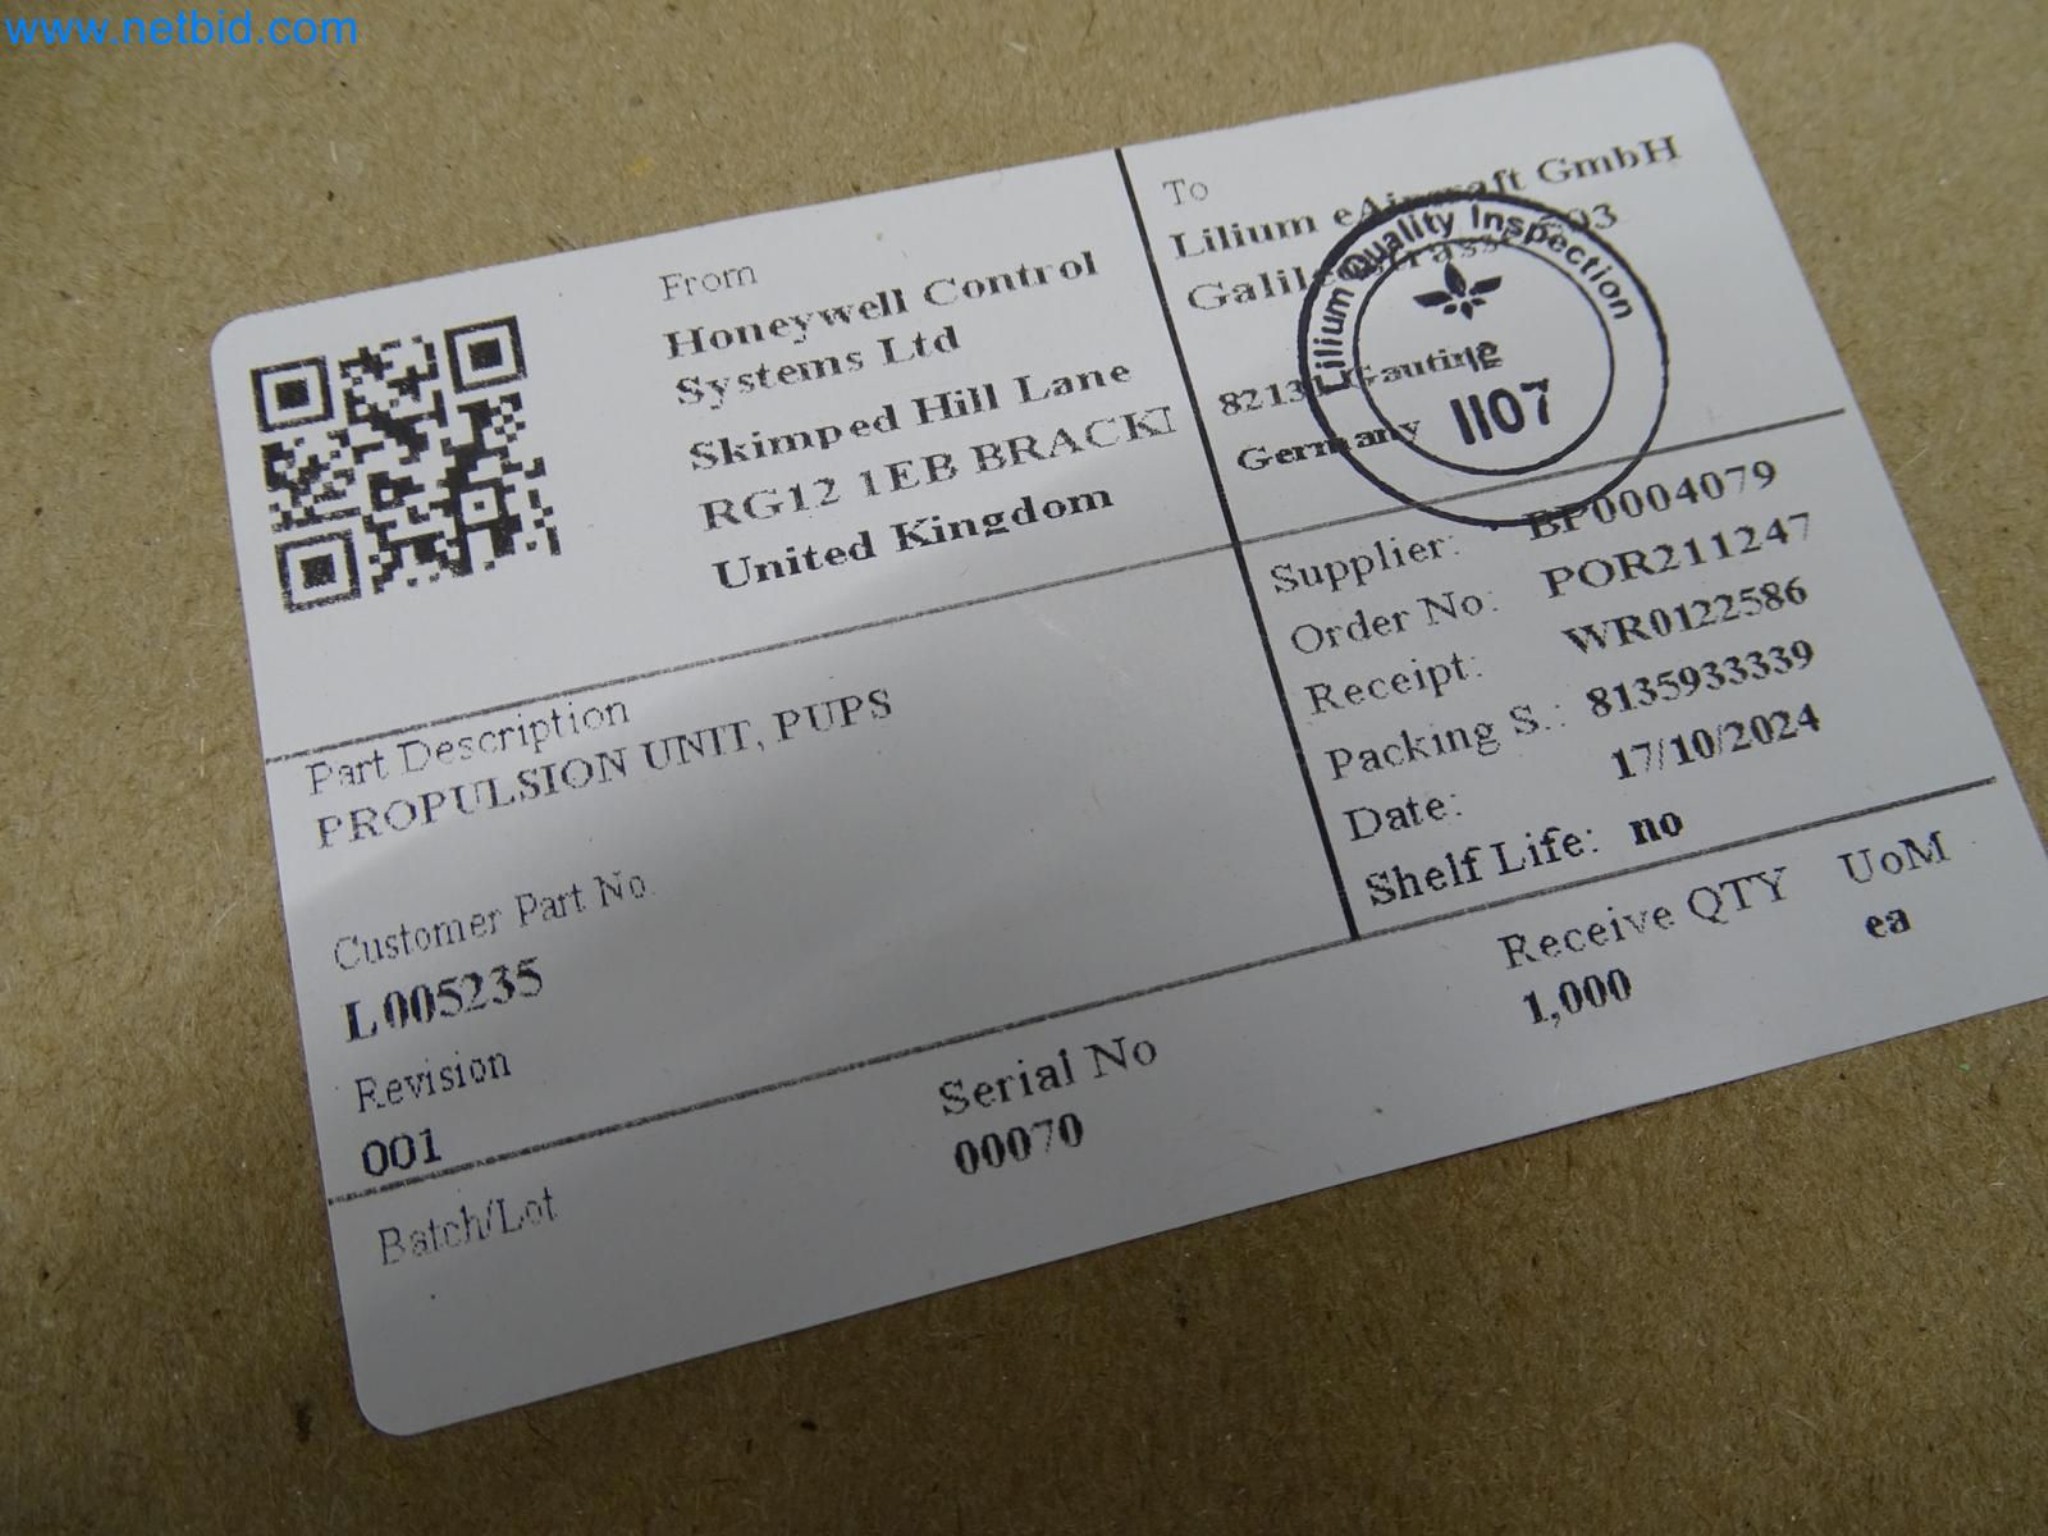 www.netbid.com
From
Honeywell Control
Systems Ltd
Skimped Hill Lane
RG12 1EB BRACKI
United Kingdom
To
Lilium eAircraft GmbH
82131 Gauting
Germany
Lilium Quality Inspection
1107
Supplier: BP0004079
Order No: POR211247
Receipt: WR0122586
Packing S.: 8135933339
Date: 17/10/2024
Shelf Life: no
Part Description
PROPULSION UNIT, PUPS
Customer Part No.
L005235
Revision
001
Batch/Lot
Serial No
00070
Receive QTY
1,000
UoM
ea